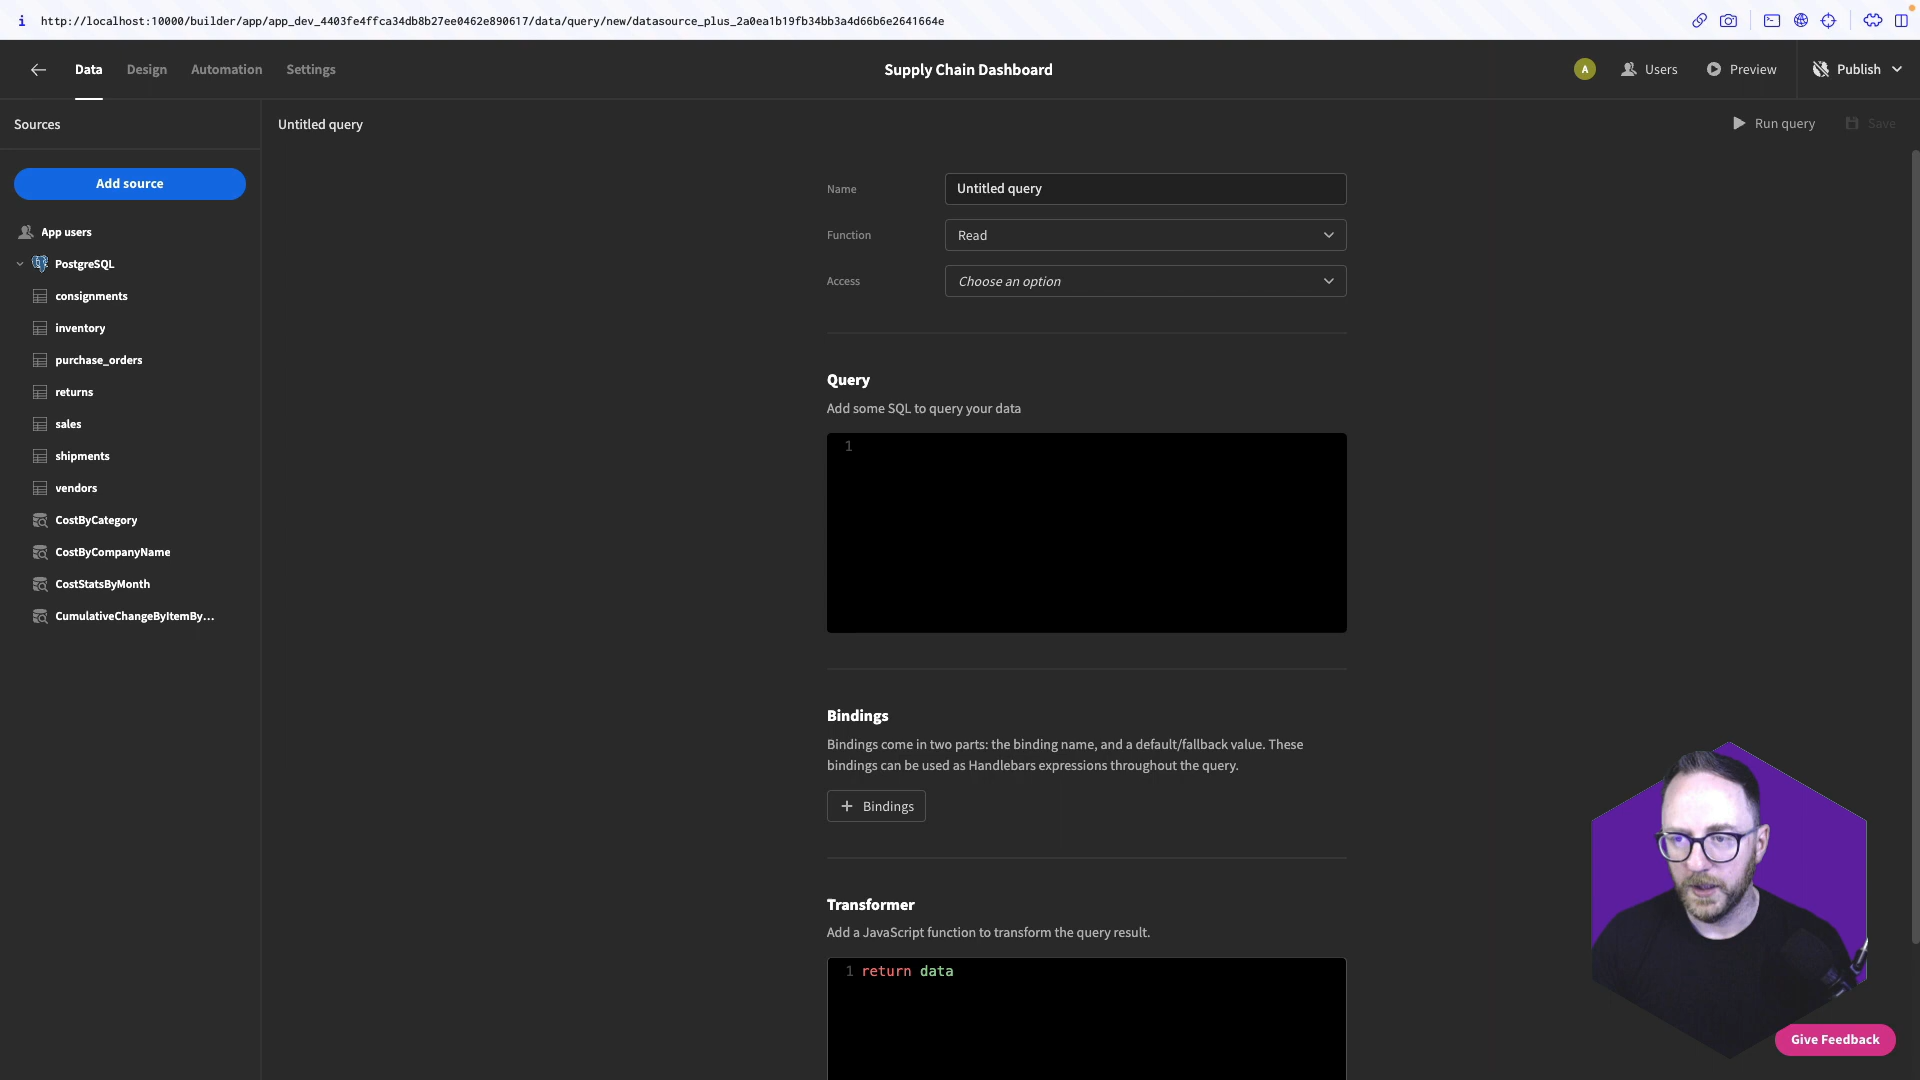 i http://localhost:10000/builder/app/app_dev_4403fe4ffca34db8b27ee0462e890617/data/query/new/datasource_plus_2a0ea1b19fb34bb3a4d66b6e2641664e
Data Design Automation Settings
Supply Chain Dashboard
A Users Preview Publish
Sources
Untitled query
Run query Save
Add source
App users
PostgreSQL
consignments
inventory
purchase_orders
returns
sales
shipments
vendors
CostByCategory
CostByCompanyName
CostStatsByMonth
CumulativeChangeByItemBy...
Name Untitled query
Function Read
Access Choose an option
Query
Add some SQL to query your data
1
Bindings
Bindings come in two parts: the binding name, and a default/fallback value. These
bindings can be used as Handlebars expressions throughout the query.
+ Bindings
Transformer
Add a JavaScript function to transform the query result.
1 return data
Give Feedback